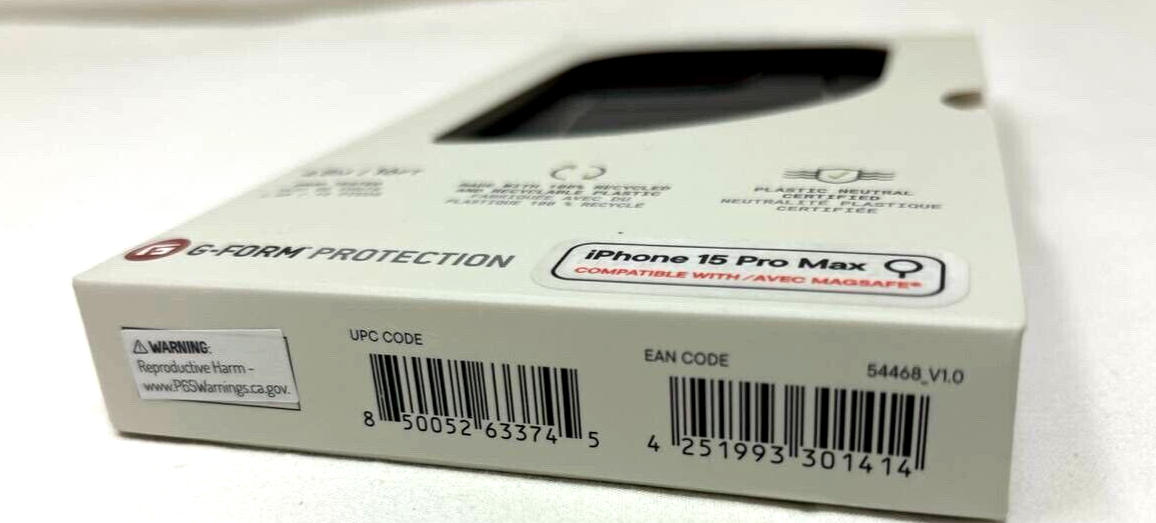 10FT
MADE WITH 100% RECYCLED
AND RECYCLABLE PLASTIC
FABRIQUÉE AVEC DU
PLASTIQUE 100 % RECYCLÉ
PLASTIC NEUTRAL
CERTIFIED
NEUTRALITÉ PLASTIQUE
CERTIFIÉE
G-FORM PROTECTION
iPhone 15 Pro Max
COMPATIBLE WITH/AVEC MAGSAFE®
WARNING:
Reproductive Harm -
www.P65Warnings.ca.gov.
UPC CODE
8 50052 63374 5
EAN CODE
54468_V1.0
4 251993 301414